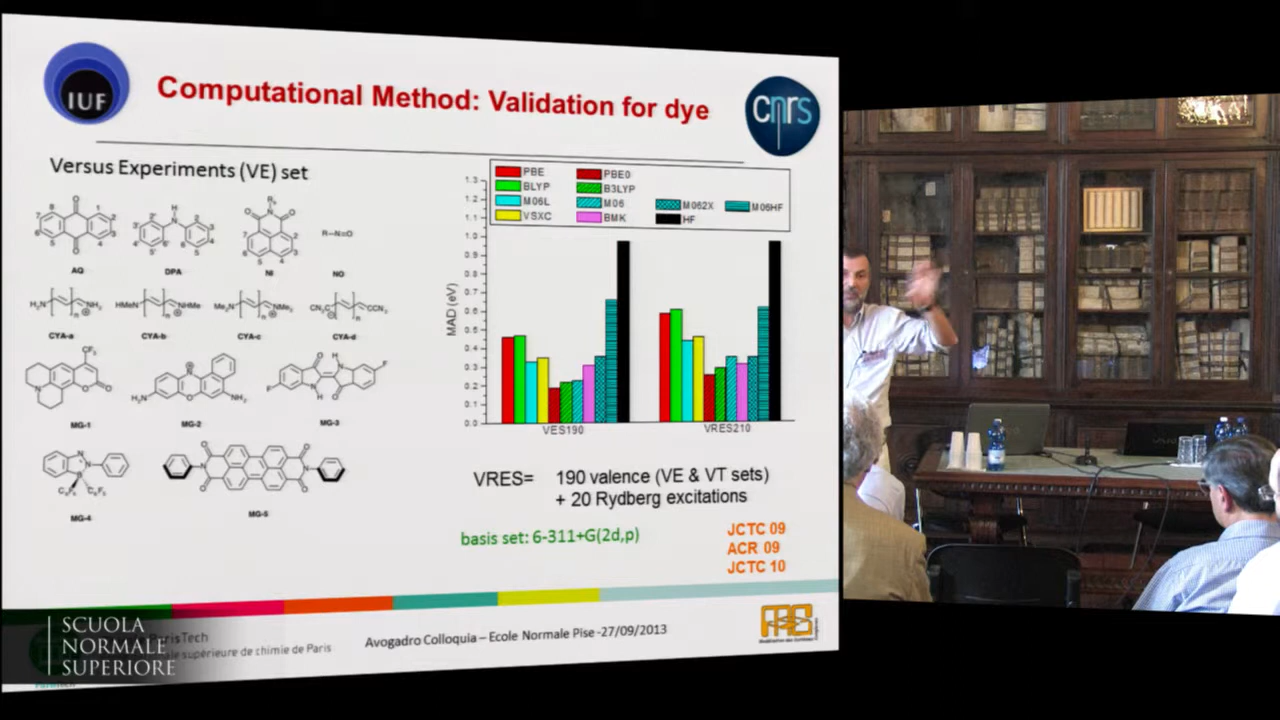 IUF
Computational Method: Validation for dye
cnrs
Versus Experiments (VE) set
AQ
DPA
NI
NO
R—N=O
CYA-a
CYA-b
CYA-c
CYA-d
MG-1
MG-2
MG-3
MG-4
MG-5
PBE
BLYP
M06L
VSXC
PBE0
B3LYP
M06
BMK
M062X
HF
M06HF
MAD (eV)
1.3
1.2
1.1
1.0
0.9
0.8
0.7
0.6
0.5
0.4
0.3
0.2
0.1
0.0
VES190
VRES210
VRES= 190 valence (VE & VT sets)
+ 20 Rydberg excitations
basis set: 6-311+G(2d,p)
JCTC 09
ACR 09
JCTC 10
ParisTech
ale supérieure de chimie de Paris
Avogadro Colloquia – Ecole Normale Pise -27/09/2013
SCUOLA
NORMALE
SUPERIORE